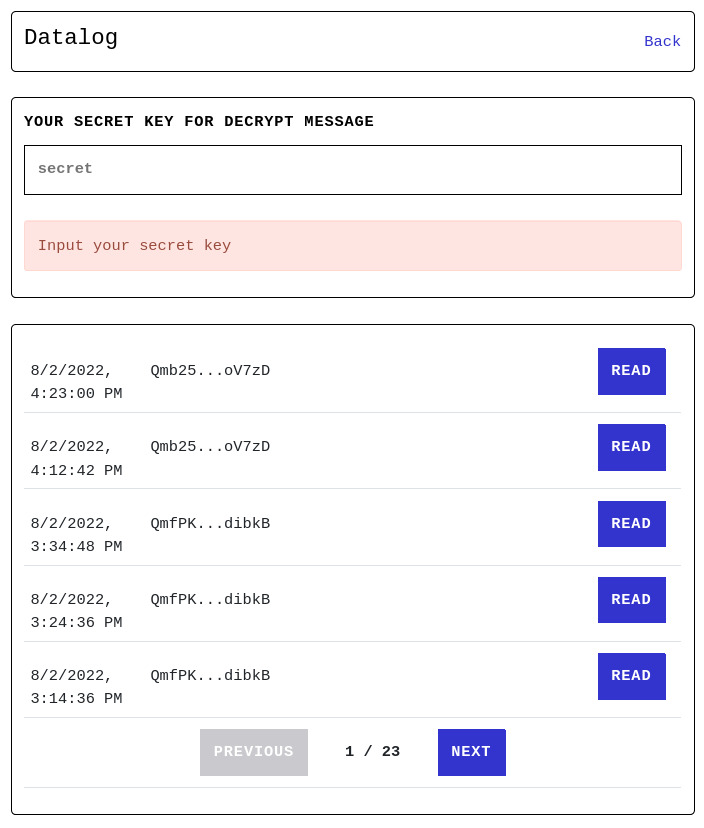 Datalog
Back
YOUR SECRET KEY FOR DECRYPT MESSAGE
secret
Input your secret key
8/2/2022, Qmb25...oV7zD READ
4:23:00 PM
8/2/2022, Qmb25...oV7zD READ
4:12:42 PM
8/2/2022, QmfPK...dibkB READ
3:34:48 PM
8/2/2022, QmfPK...dibkB READ
3:24:36 PM
8/2/2022, QmfPK...dibkB READ
3:14:36 PM
PREVIOUS 1 / 23 NEXT